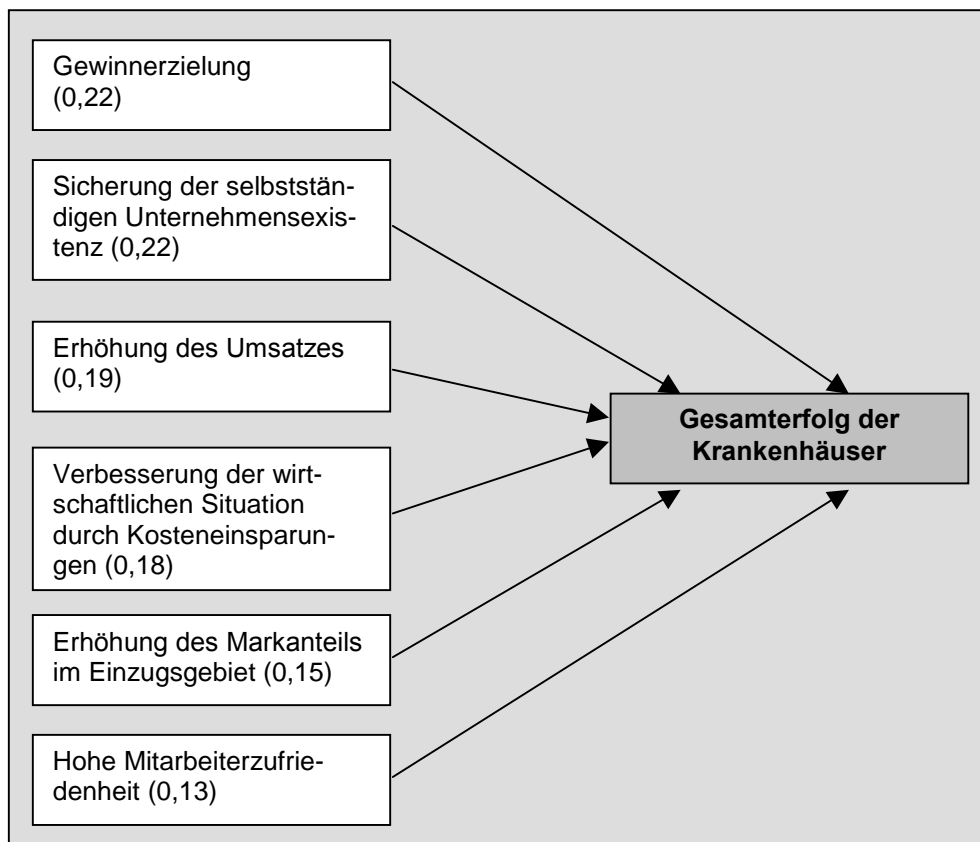 Gewinnerzielung
(0,22)
Sicherung der selbststän-
digen Unternehmensexis-
tenz (0,22)
Erhöhung des Umsatzes
(0,19)
Verbesserung der wirt-
schaftlichen Situation
durch Kosteneinsparun-
gen (0,18)
Erhöhung des Markanteils
im Einzugsgebiet (0,15)
Hohe Mitarbeiterzufrie-
denheit (0,13)
Gesamterfolg der
Krankenhäuser